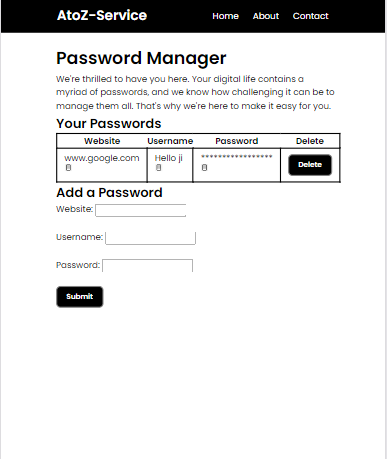 AtoZ-Service
Home About Contact
Password Manager
We're thrilled to have you here. Your digital life contains a
myriad of passwords, and we know how challenging it can be to
manage them all. That's why we're here to make it easy for you.
Your Passwords
Website Username Password Delete
www.google.com Hello ji ***************** Delete
Add a Password
Website:
Username:
Password:
Submit